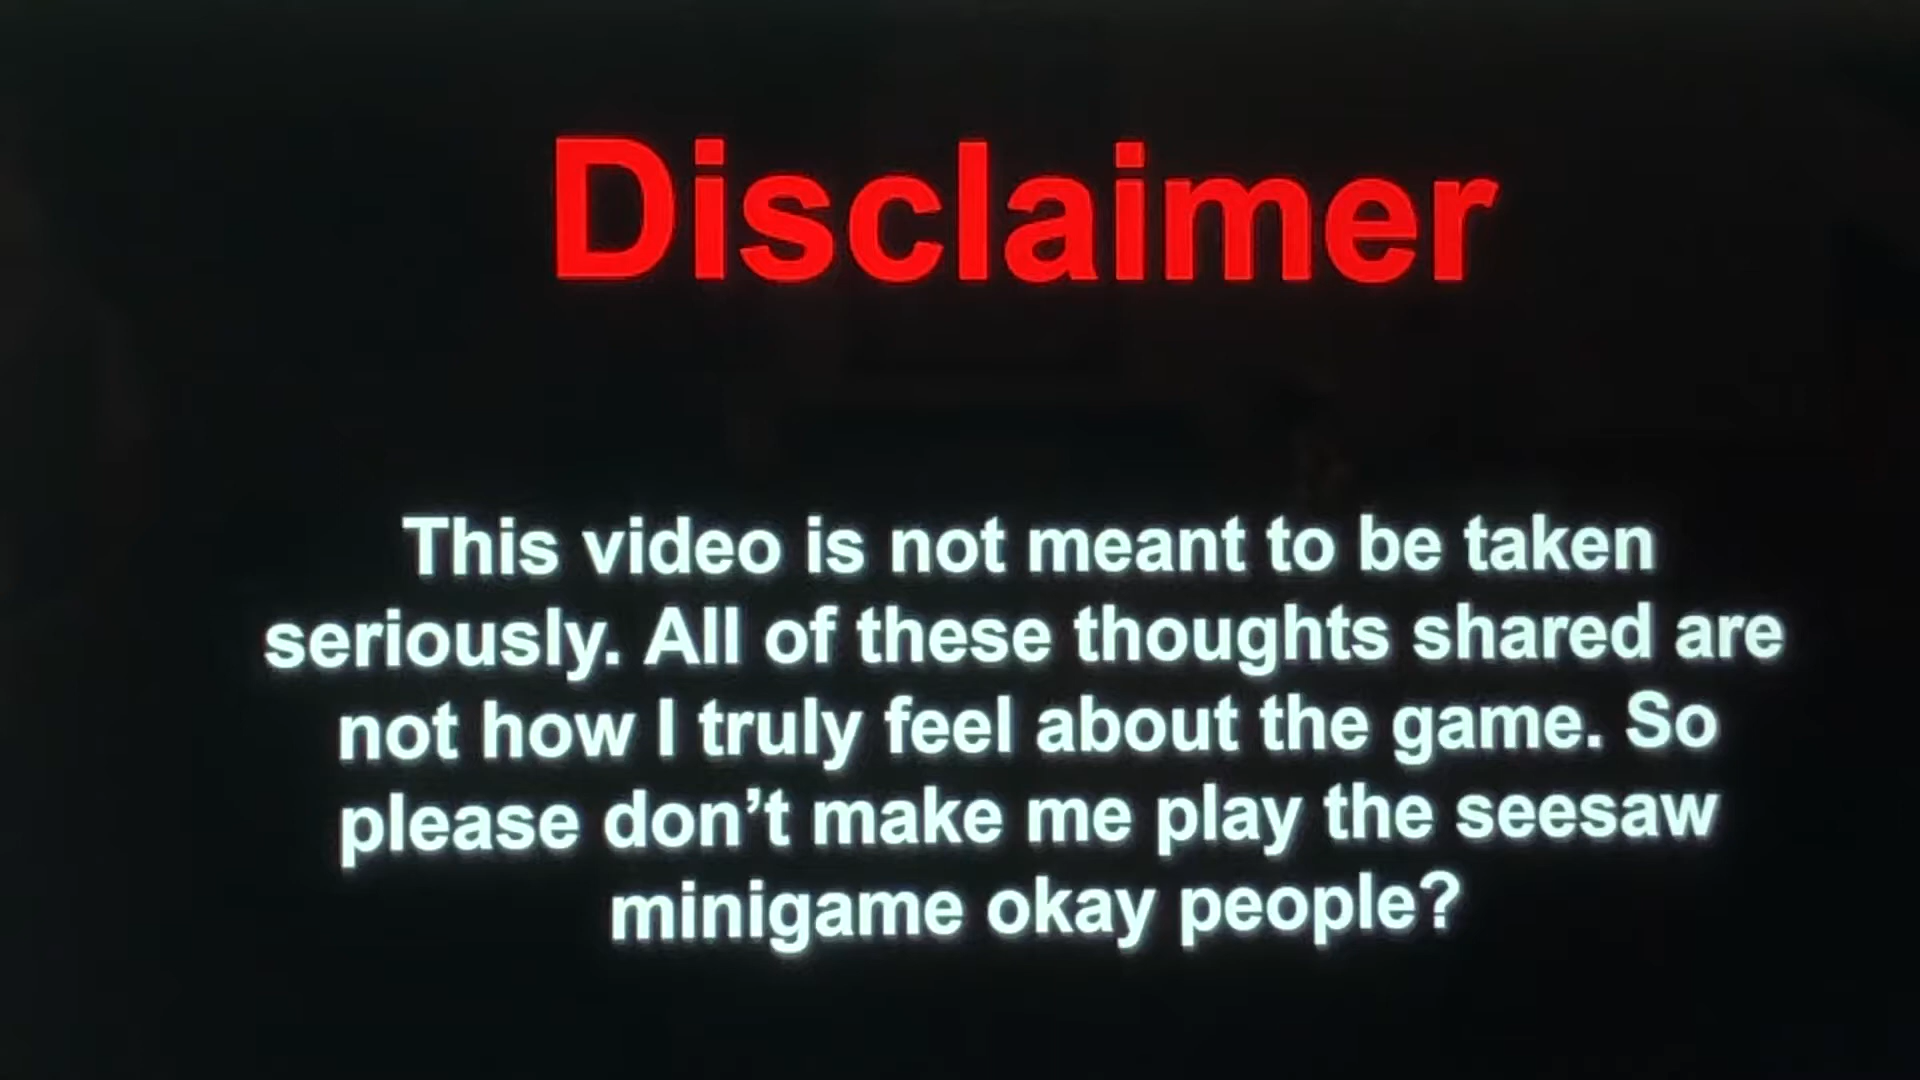 Disclaimer
This video is not meant to be taken
seriously. All of these thoughts shared are
not how I truly feel about the game. So
please don’t make me play the seesaw
minigame okay people?